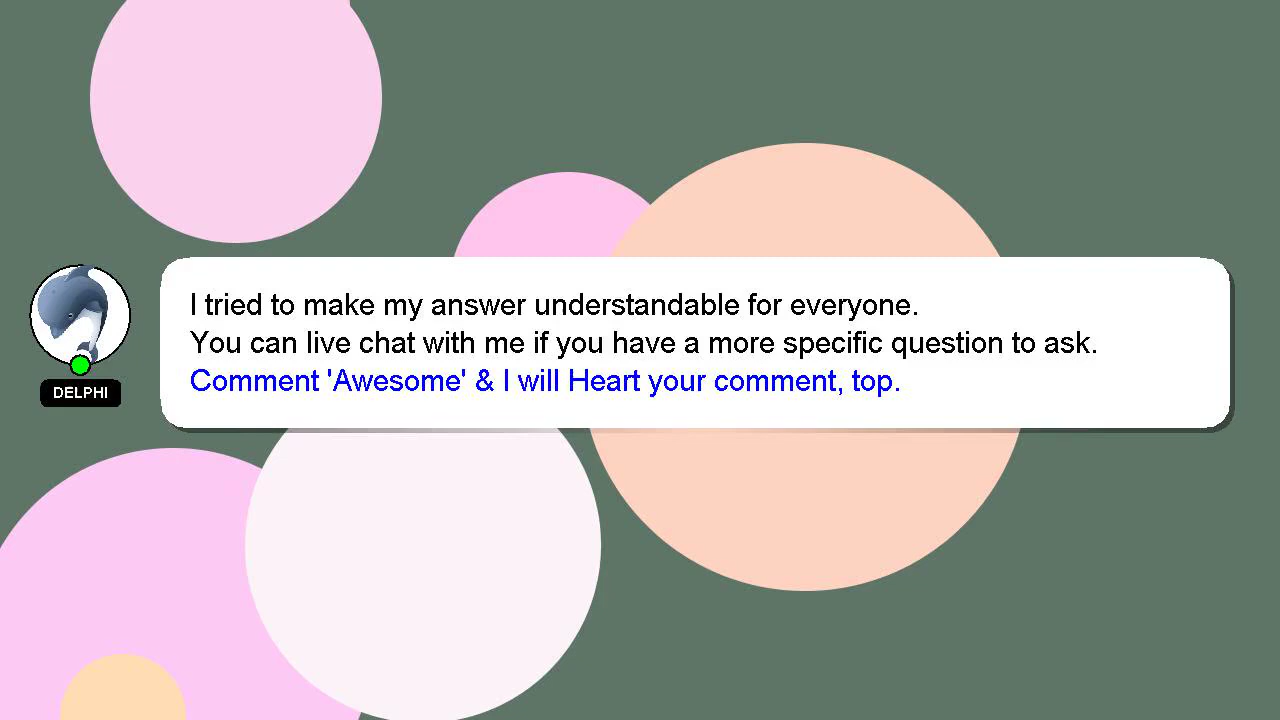 I tried to make my answer understandable for everyone.
You can live chat with me if you have a more specific question to ask.
Comment 'Awesome' & I will Heart your comment, top.
DELPHI